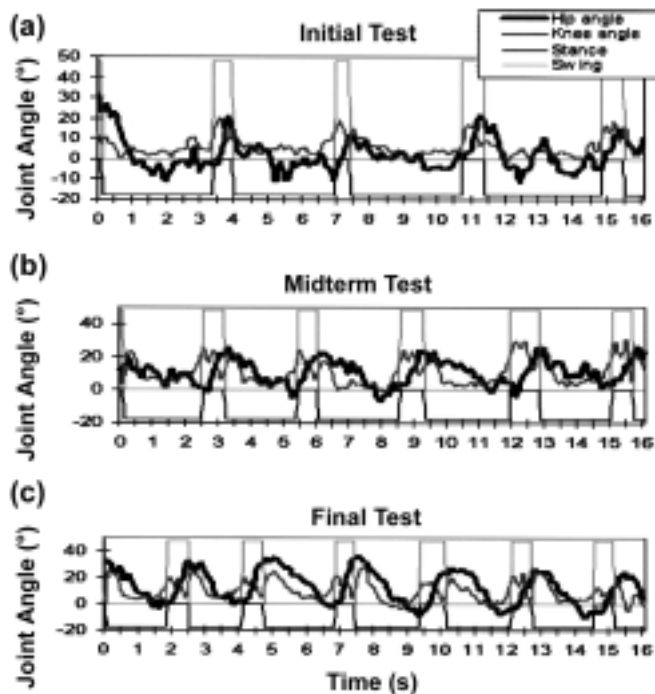 (a)
Initial Test
Hip angle
Knee angle
Stance
Swing
Joint Angle (°)
50
40
30
20
10
0
-10
-20
0 1 2 3 4 5 6 7 8 9 10 11 12 13 14 15 16
(b)
Midterm Test
Joint Angle (°)
40
20
0
-20
0 1 2 3 4 5 6 7 8 9 10 11 12 13 14 15 16
(c)
Final Test
Joint Angle (°)
40
20
0
-20
0 1 2 3 4 5 6 7 8 9 10 11 12 13 14 15 16
Time (s)